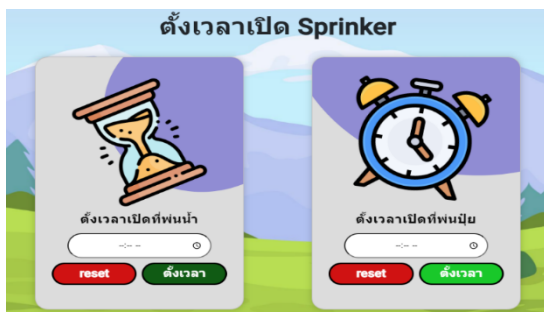 ตั้งเวลาเปิด Sprinker
ตั้งเวลาเปิดที่พ่นน้ำ
--:-- --
reset ตั้งเวลา
ตั้งเวลาเปิดที่พ่นปุ๋ย
--:-- --
reset ตั้งเวลา